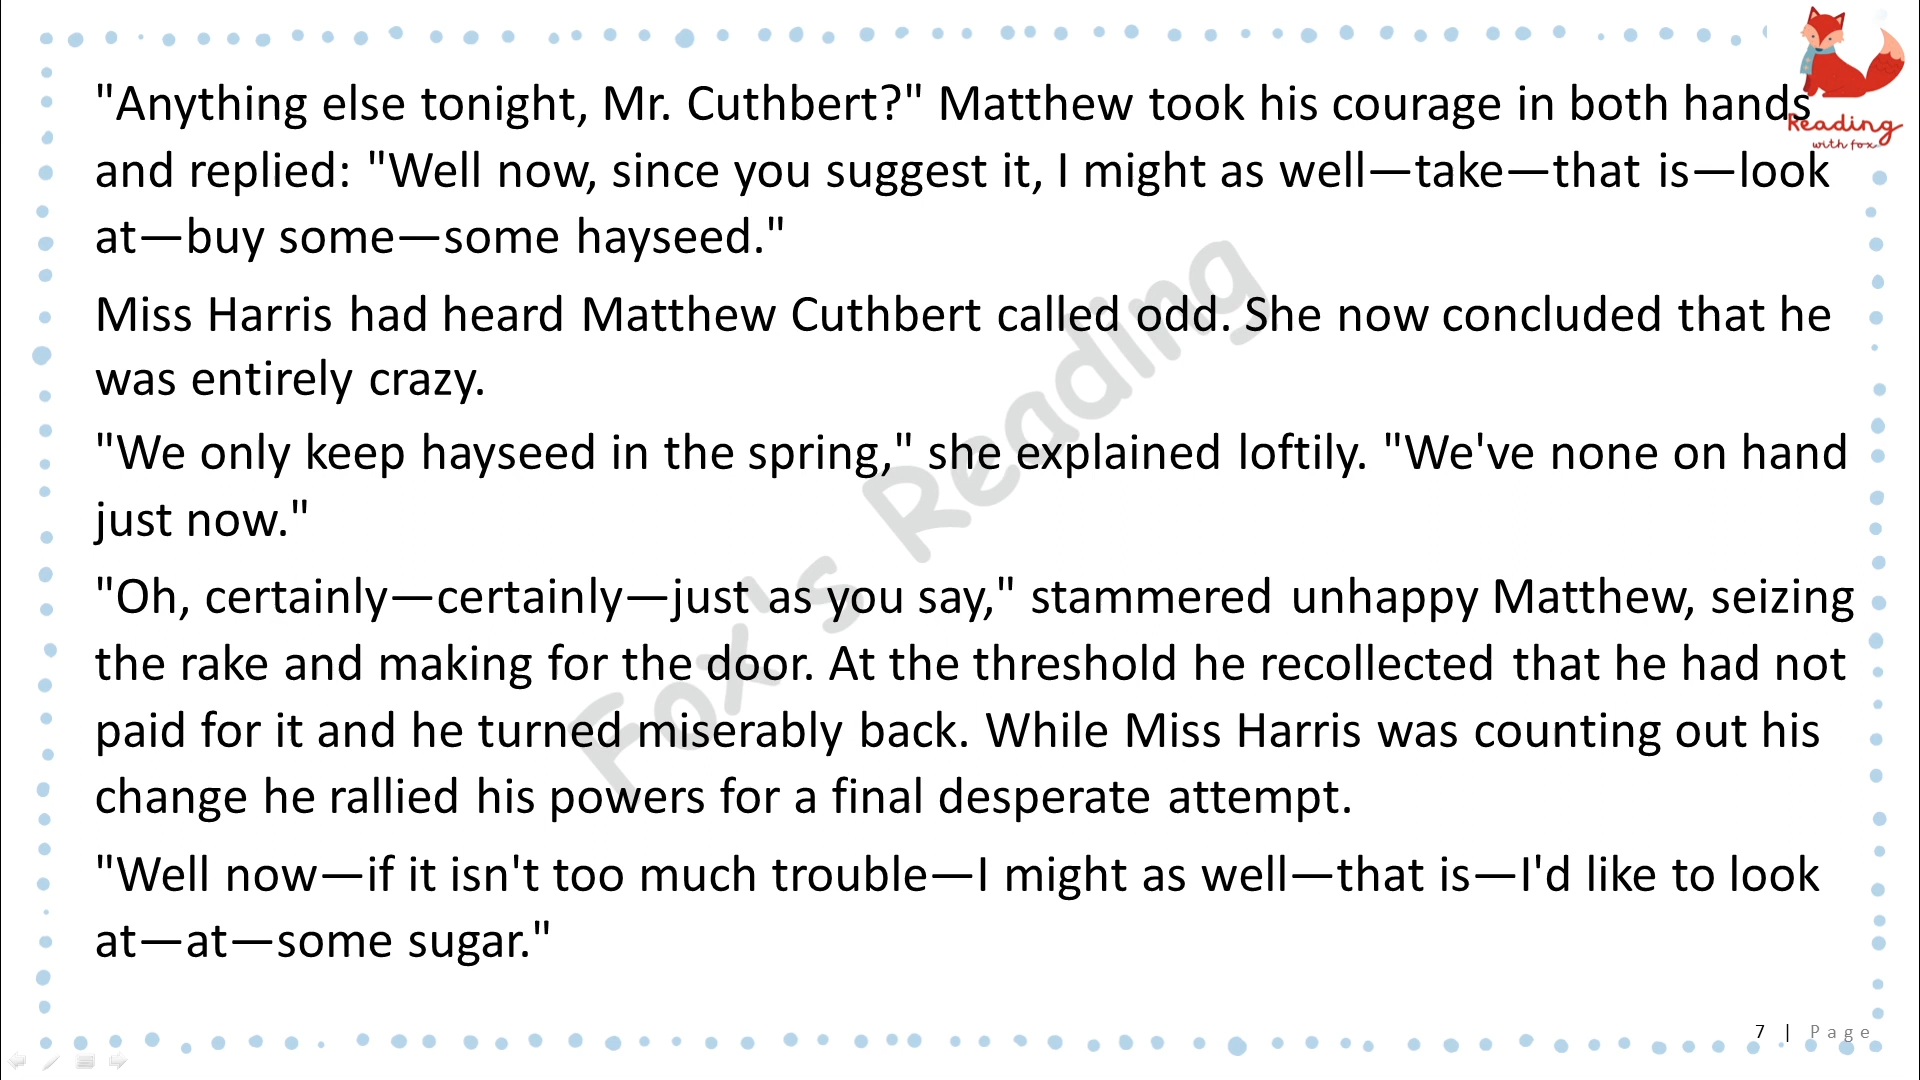 "Anything else tonight, Mr. Cuthbert?" Matthew took his courage in both hands
and replied: "Well now, since you suggest it, I might as well—take—that is—look
at—buy some—some hayseed."
Miss Harris had heard Matthew Cuthbert called odd. She now concluded that he
was entirely crazy.
"We only keep hayseed in the spring," she explained loftily. "We've none on hand
just now."
"Oh, certainly—certainly—just as you say," stammered unhappy Matthew, seizing
the rake and making for the door. At the threshold he recollected that he had not
paid for it and he turned miserably back. While Miss Harris was counting out his
change he rallied his powers for a final desperate attempt.
"Well now—if it isn't too much trouble—I might as well—that is—I'd like to look
at—at—some sugar."
Reading
with fox
Fox's Reading
7 | Page